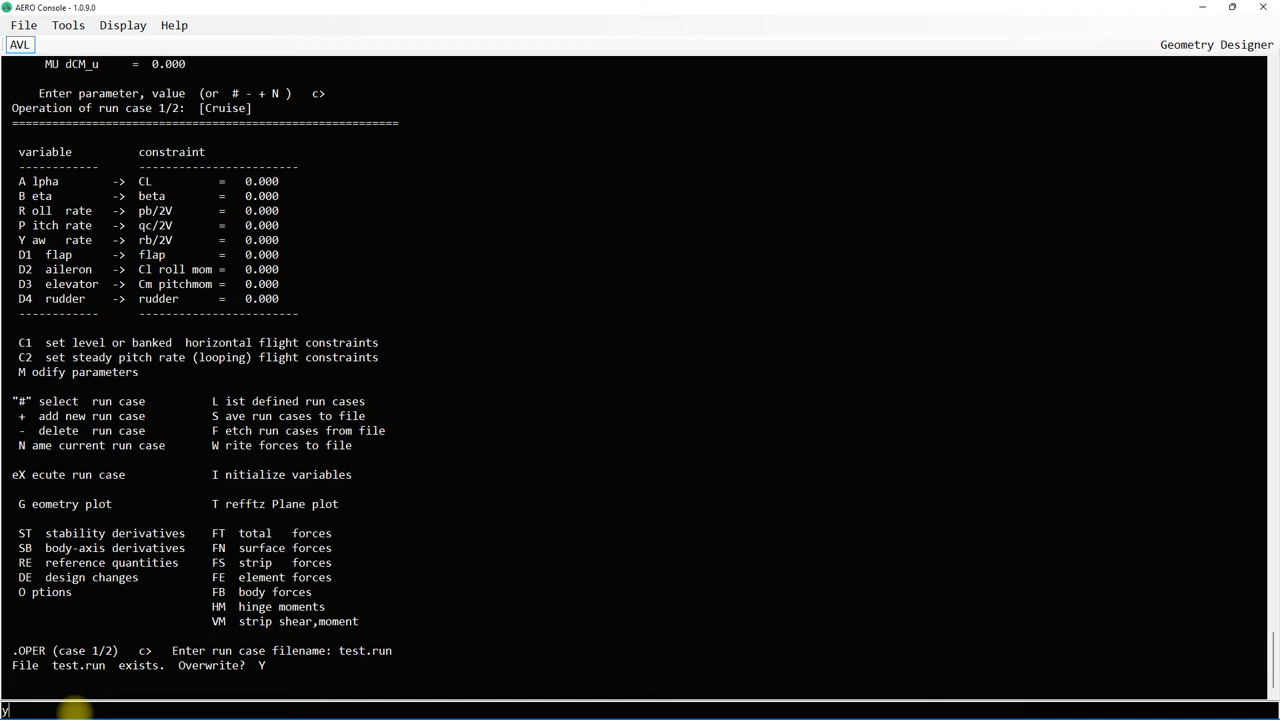 AERO Console - 1.0.9.0
File Tools Display Help
AVL Geometry Designer
MU dCM_u = 0.000
Enter parameter, value (or # - + N ) c>
Operation of run case 1/2: [Cruise]
==========================================================
variable constraint
------------ ------------------------
A lpha -> CL = 0.000
B eta -> beta = 0.000
R oll rate -> pb/2V = 0.000
P itch rate -> qc/2V = 0.000
Y aw rate -> rb/2V = 0.000
D1 flap -> flap = 0.000
D2 aileron -> Cl roll mom = 0.000
D3 elevator -> Cm pitchmom = 0.000
D4 rudder -> rudder = 0.000
------------ ------------------------
C1 set level or banked horizontal flight constraints
C2 set steady pitch rate (looping) flight constraints
M odify parameters
"#" select run case L ist defined run cases
+ add new run case S ave run cases to file
- delete run case F etch run cases from file
N ame current run case W rite forces to file
eX ecute run case I nitialize variables
G eometry plot T refftz Plane plot
ST stability derivatives FT total forces
SB body-axis derivatives FN surface forces
RE reference quantities FS strip forces
DE design changes FE element forces
O ptions FB body forces
HM hinge moments
VM strip shear,moment
.OPER (case 1/2) c> Enter run case filename: test.run
File test.run exists. Overwrite? Y
y